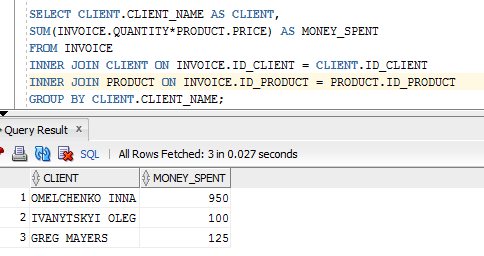 SELECT CLIENT.CLIENT_NAME AS CLIENT,
SUM(INVOICE.QUANTITY*PRODUCT.PRICE) AS MONEY_SPENT
FROM INVOICE
INNER JOIN CLIENT ON INVOICE.ID_CLIENT = CLIENT.ID_CLIENT
INNER JOIN PRODUCT ON INVOICE.ID_PRODUCT = PRODUCT.ID_PRODUCT
GROUP BY CLIENT.CLIENT_NAME;
Query Result x
SQL | All Rows Fetched: 3 in 0.027 seconds
CLIENT MONEY_SPENT
1 OMELCHENKO INNA 950
2 IVANYTSKYI OLEG 100
3 GREG MAYERS 125